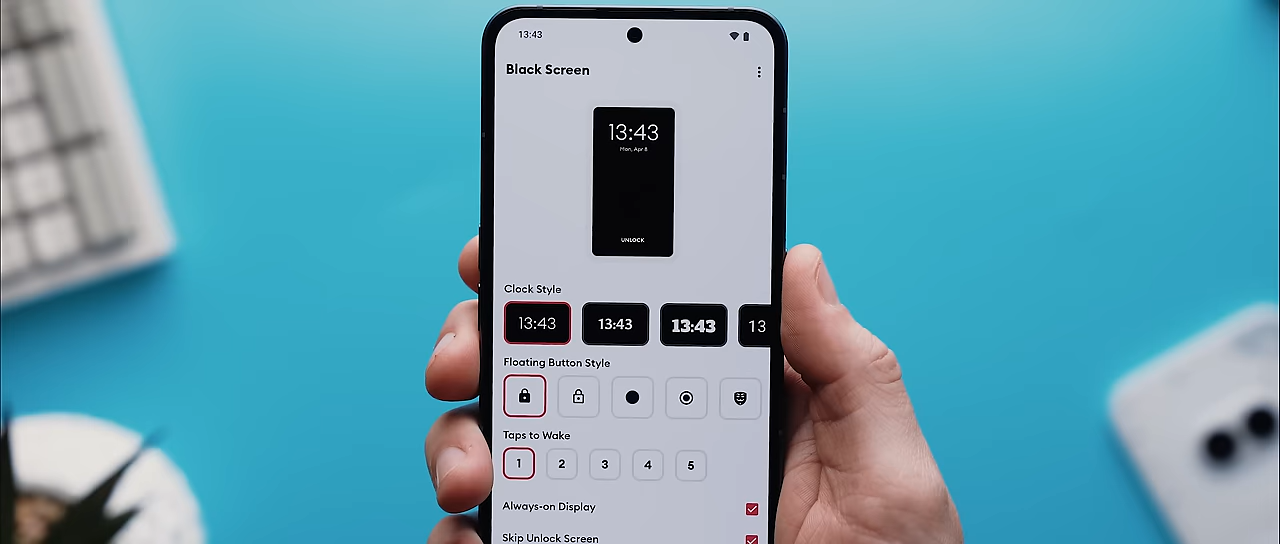 13:43
Black Screen
13:43
Mon, Apr 8
UNLOCK
Clock Style
13:43 13:43 13:43 13
Floating Button Style
Taps to Wake
1 2 3 4 5
Always-on Display
Skip Unlock Screen